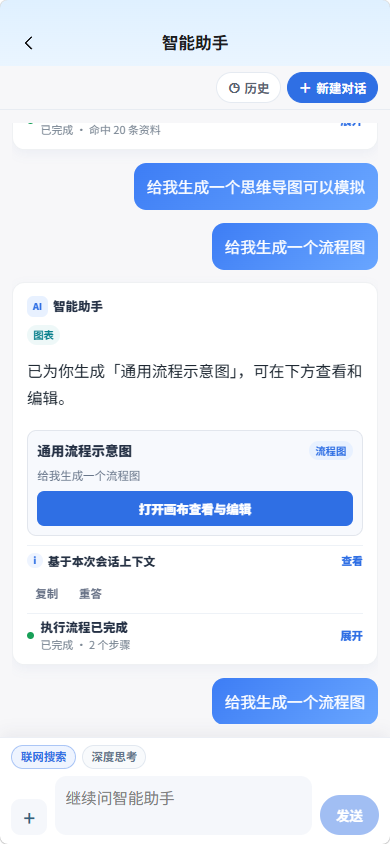 智能助手
历史
+ 新建对话
已完成 · 命中 20 条资料
展开
给我生成一个思维导图可以模拟
给我生成一个流程图
AI 智能助手
图表
已为你生成「通用流程示意图」，可在下方查看和
编辑。
通用流程示意图 流程图
给我生成一个流程图
打开画布查看与编辑
i 基于本次会话上下文 查看
复制 重答
执行流程已完成
已完成 · 2 个步骤
展开
给我生成一个流程图
联网搜索 深度思考
+ 继续问智能助手 发送